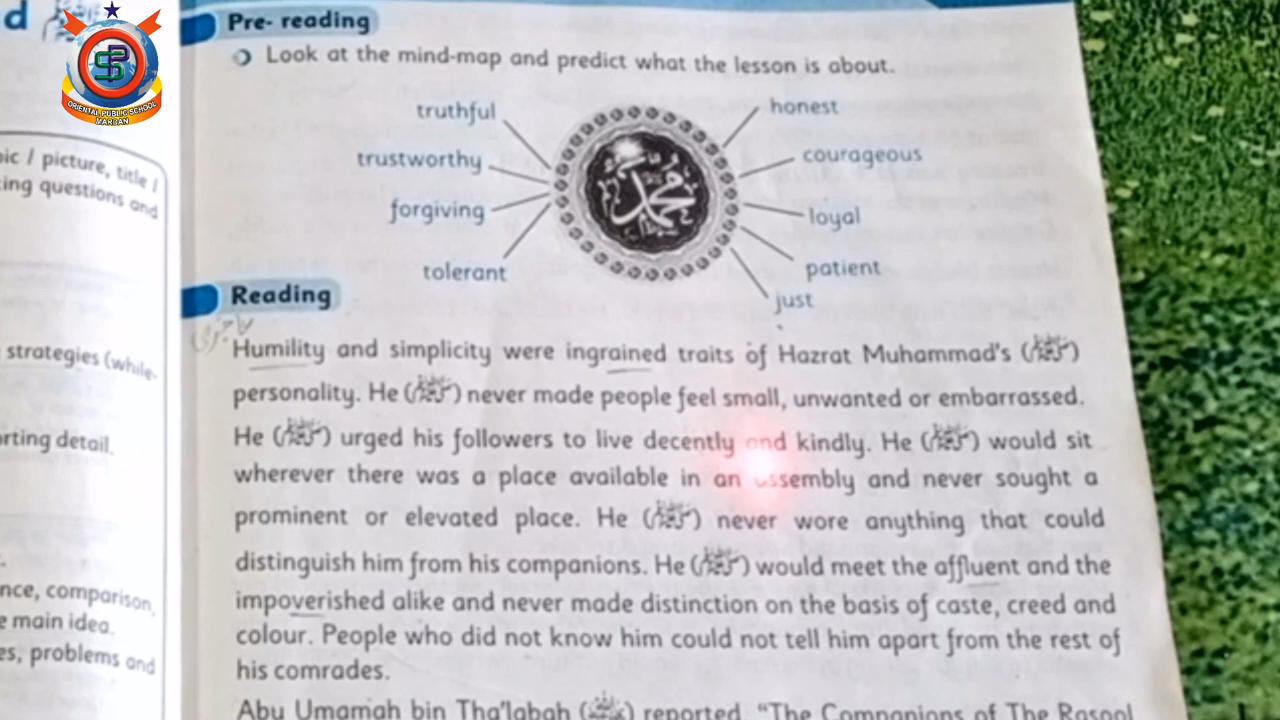 d
ORIENTAL PUBLIC SCHOOL
MARDAN
pic / picture, title /
ing questions and
strategies (while-
orting detail.
nce, comparison,
e main idea.
es, problems and
Pre- reading
Look at the mind-map and predict what the lesson is about.
truthful
trustworthy
forgiving
tolerant
محمد
honest
courageous
loyal
patient
just
Reading
عاجزی
Humility and simplicity were ingrained traits of Hazrat Muhammad's (ﷺ)
personality. He (ﷺ) never made people feel small, unwanted or embarrassed.
He (ﷺ) urged his followers to live decently and kindly. He (ﷺ) would sit
wherever there was a place available in an assembly and never sought a
prominent or elevated place. He (ﷺ) never wore anything that could
distinguish him from his companions. He (ﷺ) would meet the affluent and the
impoverished alike and never made distinction on the basis of caste, creed and
colour. People who did not know him could not tell him apart from the rest of
his comrades.
Abu Umamah bin Tha'labah reported, "The Companions of The Rasool